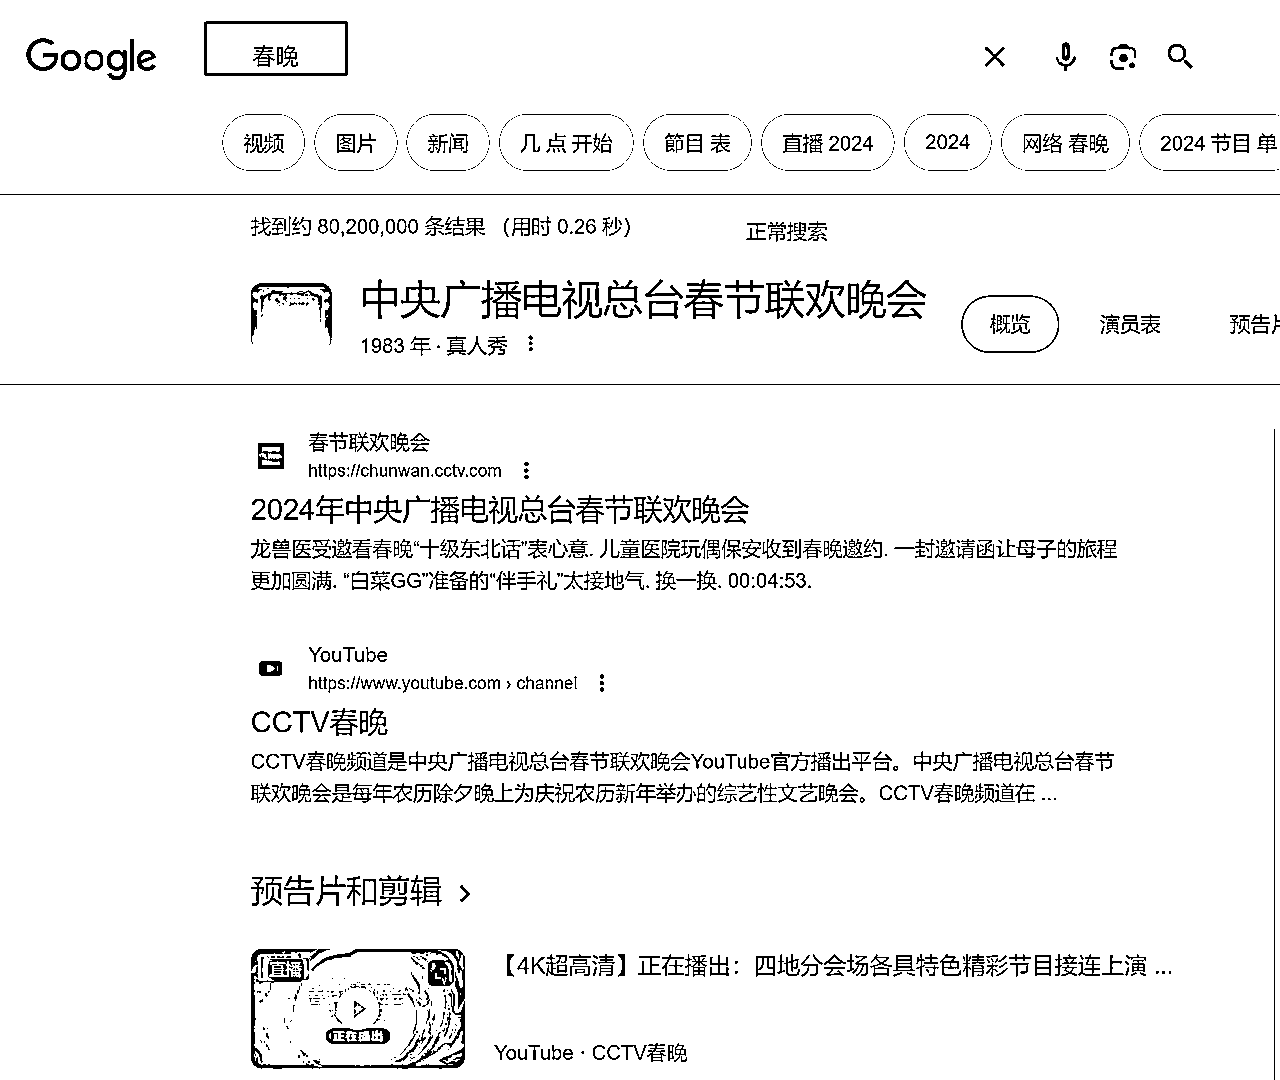 Google
春晚
视频 图片 新闻 几 点 开始 節目 表 直播 2024 2024 网络 春晚 2024 节目 单
找到约 80,200,000 条结果 （用时 0.26 秒）
正常搜索
中央广播电视总台春节联欢晚会
1983 年 · 真人秀
概览 演员表 预告片
春节联欢晚会
https://chunwan.cctv.com
2024年中央广播电视总台春节联欢晚会
龙兽医受邀看春晚“十级东北话”表心意. 儿童医院玩偶保安收到春晚邀约. 一封邀请函让母子的旅程
更加圆满. “白菜GG”准备的“伴手礼”太接地气. 换一换. 00:04:53.
YouTube
https://www.youtube.com › channel
CCTV春晚
CCTV春晚频道是中央广播电视总台春节联欢晚会YouTube官方播出平台。中央广播电视总台春节
联欢晚会是每年农历除夕晚上为庆祝农历新年举办的综艺性文艺晚会。CCTV春晚频道在 ...
预告片和剪辑
直播
正在播出
【4K超高清】正在播出：四地分会场各具特色精彩节目接连上演 ...
YouTube · CCTV春晚